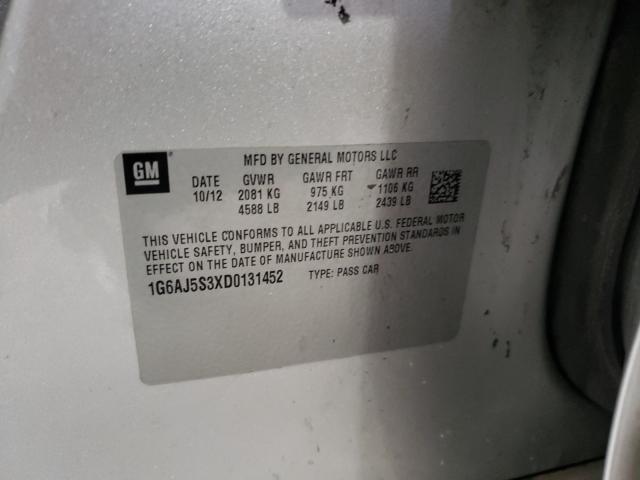 GM
MFD BY GENERAL MOTORS LLC
DATE GVWR GAWR FRT GAWR RR
10/12 2081 KG 975 KG 1106 KG
4588 LB 2149 LB 2439 LB
THIS VEHICLE CONFORMS TO ALL APPLICABLE U.S. FEDERAL MOTOR
VEHICLE SAFETY, BUMPER, AND THEFT PREVENTION STANDARDS IN
EFFECT ON THE DATE OF MANUFACTURE SHOWN ABOVE.
1G6AJ5S3XD0131452 TYPE: PASS CAR